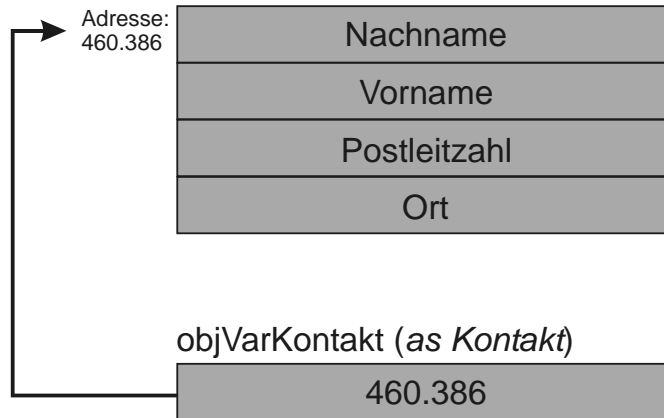 Adresse:
460.386
Nachname
Vorname
Postleitzahl
Ort
objVarKontakt (as Kontakt)
460.386